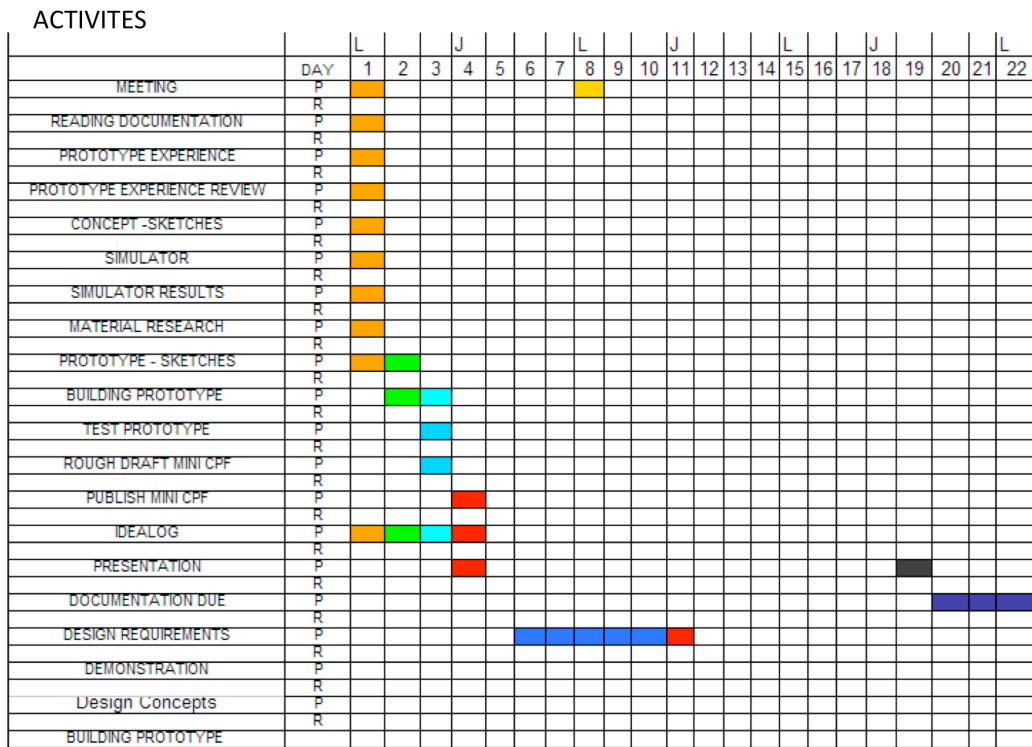 ACTIVITES
L J L J L J L
DAY 1 2 3 4 5 6 7 8 9 10 11 12 13 14 15 16 17 18 19 20 21 22
MEETING P
R
READING DOCUMENTATION P
R
PROTOTYPE EXPERIENCE P
R
PROTOTYPE EXPERIENCE REVIEW P
R
CONCEPT -SKETCHES P
R
SIMULATOR P
R
SIMULATOR RESULTS P
R
MATERIAL RESEARCH P
R
PROTOTYPE - SKETCHES P
R
BUILDING PROTOTYPE P
R
TEST PROTOTYPE P
R
ROUGH DRAFT MINI CPF P
R
PUBLISH MINI CPF P
R
IDEALOG P
R
PRESENTATION P
R
DOCUMENTATION DUE P
R
DESIGN REQUIREMENTS P
R
DEMONSTRATION P
R
Design Concepts P
R
BUILDING PROTOTYPE